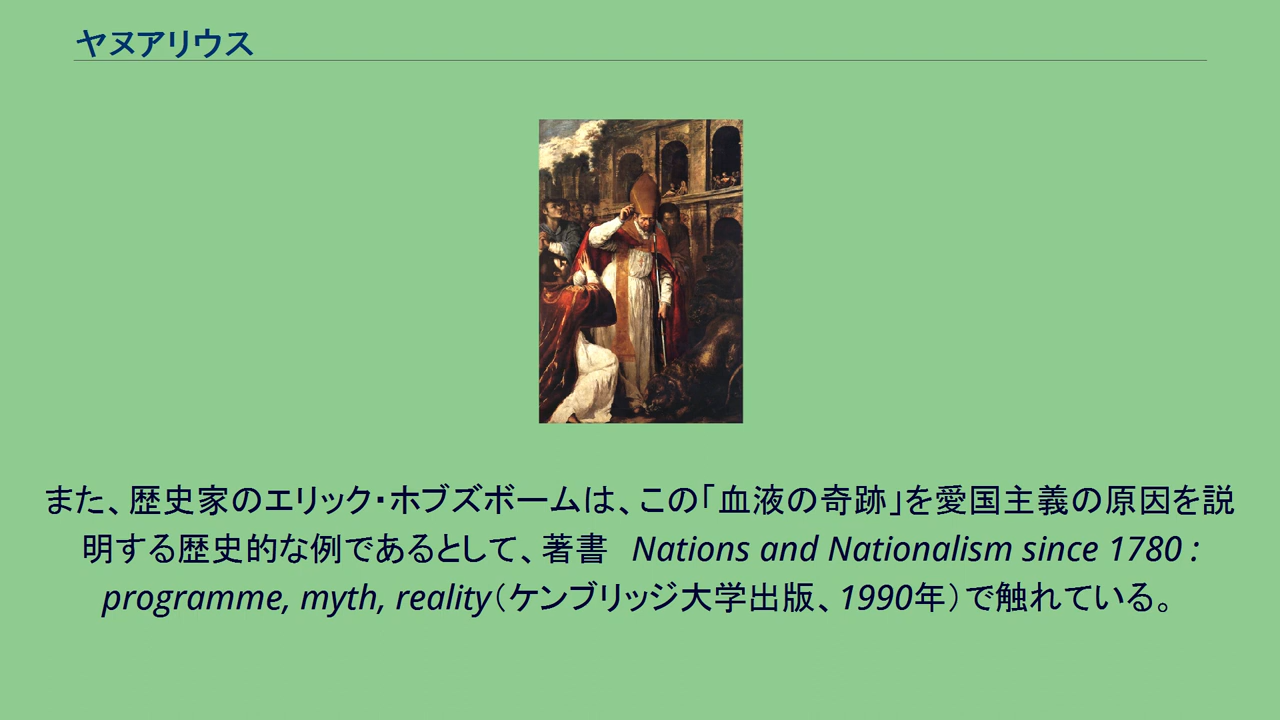 ヤヌアリウス
また、歴史家のエリック・ホブズボームは、この「血液の奇跡」を愛国主義の原因を説
明する歴史的な例であるとして、著書　Nations and Nationalism since 1780 :
programme, myth, reality（ケンブリッジ大学出版、1990年）で触れている。